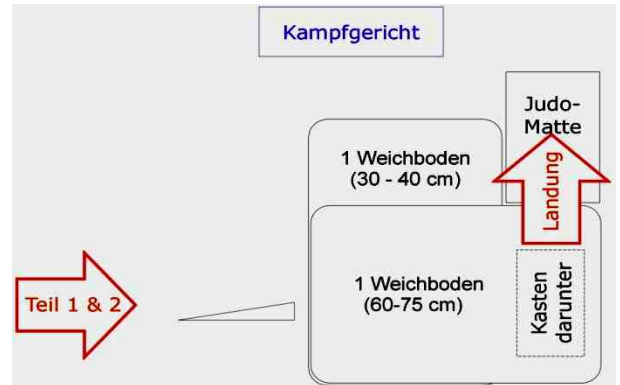 Kampfgericht
Judo-
Matte
1 Weichboden
(30 - 40 cm)
Landung
1 Weichboden
(60-75 cm)
Kasten
darunter
Teil 1 & 2